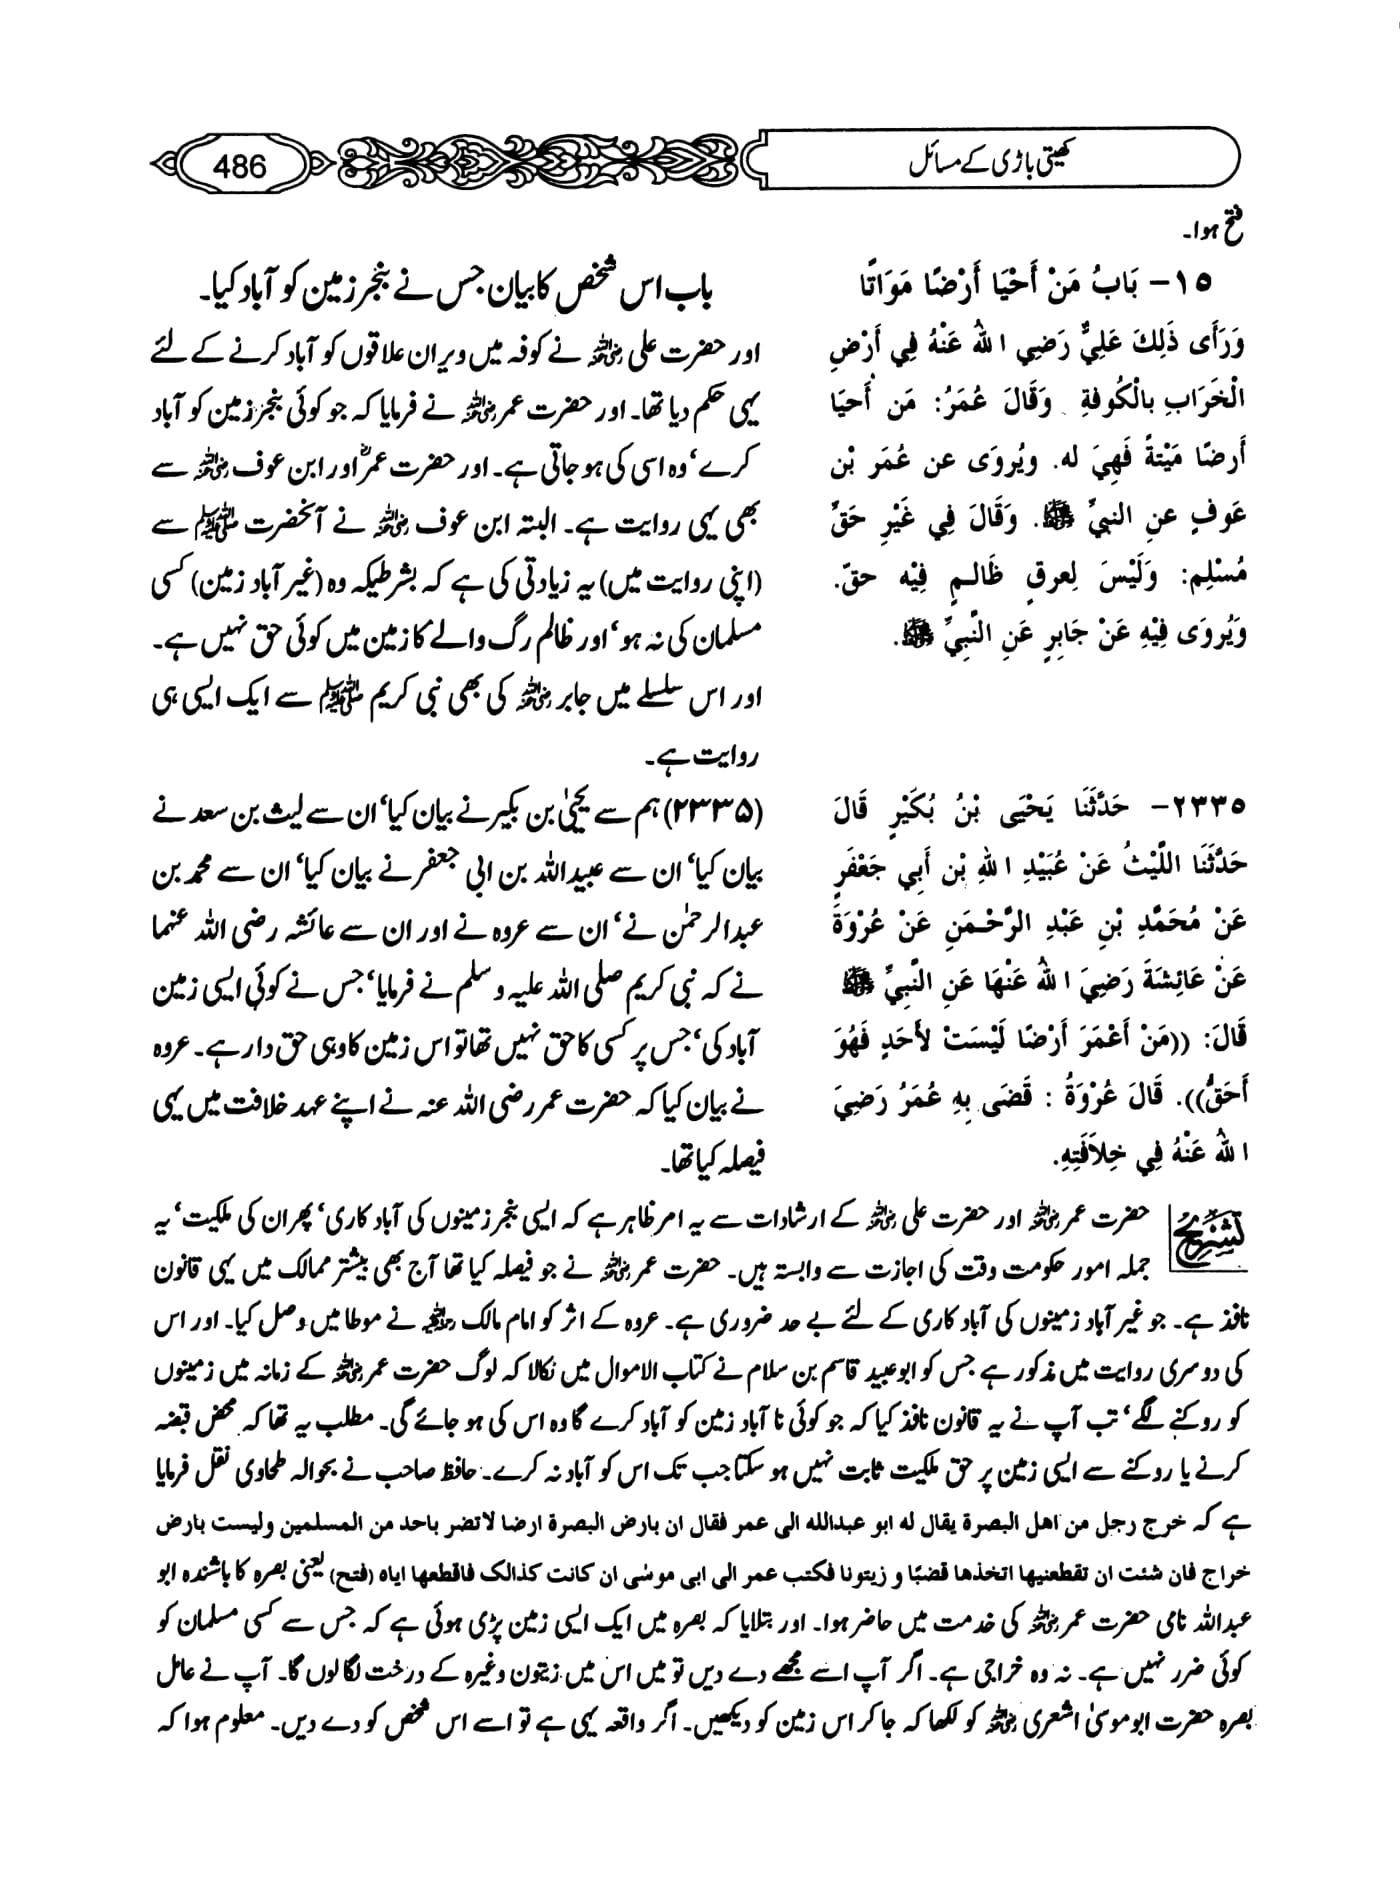 کھیتی باڑی کے مسائل
486
فتح ہوا۔
١٥- بَابُ مَنْ أَحْيَا أَرْضًا مَوَاتًا
وَرَأَى ذَلِكَ عَلِيٌّ رَضِيَ اللهُ عَنْهُ فِي أَرْضِ
الْخَرَابِ بِالْكُوفَةِ. وَقَالَ عُمَرُ: مَن أَحيَا
أَرضًا مَيْتةً فَهِيَ له. ويُروَى عن عُمَر بْن
عَوفٍ عنِ النبيِّ ﷺ. وَقَالَ فِي غَيْرِ حَقِّ
مُسْلِم: وَلَيْسَ لِعرقٍ ظَالِمٍ فِيْه حقّ.
وَيُروَى فِيْهِ عَنْ جَابِرٍ عَنِ النَّبِيِّ ﷺ.
باب اس شخص کا بیان جس نے بنجر زمین کو آباد کیا۔
اور حضرت علی رضی اللہ عنہ نے کوفہ میں ویران علاقوں کو آباد کرنے کے لئے
یہی حکم دیا تھا۔ اور حضرت عمر رضی اللہ عنہ نے فرمایا کہ جو کوئی بنجر زمین کو آباد
کرے‘ وہ اسی کی ہو جاتی ہے۔ اور حضرت عمرؓ اور ابن عوف رضی اللہ عنہ سے
بھی یہی روایت ہے۔ البتہ ابن عوف رضی اللہ عنہ نے آنحضرت ﷺ سے
(اپنی روایت میں) یہ زیادتی کی ہے کہ بشرطیکہ وہ (غیر آباد زمین) کسی
مسلمان کی نہ ہو‘ اور ظالم رگ والے کا زمین میں کوئی حق نہیں ہے۔
اور اس سلسلے میں جابر رضی اللہ عنہ کی بھی نبی کریم ﷺ سے ایک ایسی ہی
روایت ہے۔
٢٣٣٥- حَدَّثَنَا يَحْيَى بْنُ بُكَيْرٍ قَالَ
حَدَّثَنَا اللَّيْثُ عَنْ عُبَيْدِ اللهِ بْن أَبِي جَعْفَرٍ
عَنْ مُحَمَّدِ بْنِ عَبْدِ الرَّحْمَنِ عَنْ عُرْوَةَ
عَنْ عَائِشَةَ رَضِيَ اللهُ عَنْهَا عَنِ النَّبِيِّ ﷺ
قَالَ: ((مَنْ أَعْمَرَ أَرْضًا لَيْسَتْ لأَحَدٍ فَهُوَ
أَحَقُّ)). قَالَ عُرْوَةُ : قَضَى بِهِ عُمَرُ رَضِيَ
اللهُ عَنْهُ فِي خِلاَفَتِهِ.
(۲۳۳۵) ہم سے یحییٰ بن بکیر نے بیان کیا‘ ان سے لیث بن سعد نے
بیان کیا‘ ان سے عبیداللہ بن ابی جعفر نے بیان کیا‘ ان سے محمد بن
عبدالرحمٰن نے‘ ان سے عروہ نے اور ان سے عائشہ رضی اللہ عنہا
نے کہ نبی کریم صلی اللہ علیہ و سلم نے فرمایا‘ جس نے کوئی ایسی زمین
آباد کی‘ جس پر کسی کا حق نہیں تھا تو اس زمین کا وہی حق دار ہے۔ عروہ
نے بیان کیا کہ حضرت عمر رضی اللہ عنہ نے اپنے عہد خلافت میں یہی
فیصلہ کیا تھا۔
تشریح حضرت عمر رضی اللہ عنہ اور حضرت علی رضی اللہ عنہ کے ارشادات سے یہ امر ظاہر ہے کہ ایسی بنجر زمینوں کی آباد کاری‘ پھر ان کی ملکیت‘ یہ
جملہ امور حکومت وقت کی اجازت سے وابستہ ہیں۔ حضرت عمر رضی اللہ عنہ نے جو فیصلہ کیا تھا آج بھی بیشتر ممالک میں یہی قانون
نافذ ہے۔ جو غیر آباد زمینوں کی آباد کاری کے لئے بے حد ضروری ہے۔ عروہ کے اثر کو امام مالک رحمہ اللہ نے موطا میں وصل کیا۔ اور اس
کی دوسری روایت میں مذکور ہے جس کو ابوعبید قاسم بن سلام نے کتاب الاموال میں نکالا کہ لوگ حضرت عمر رضی اللہ عنہ کے زمانہ میں زمینوں
کو روکنے لگے‘ تب آپ نے یہ قانون نافذ کیا کہ جو کوئی نا آباد زمین کو آباد کرے گا وہ اس کی ہو جائے گی۔ مطلب یہ تھا کہ محض قبضہ
کرنے یا روکنے سے ایسی زمین پر حق ملکیت ثابت نہیں ہو سکتا جب تک اس کو آباد نہ کرے۔ حافظ صاحب نے بحوالہ طحاوی نقل فرمایا
ہے کہ خرج رجل من اهل البصرة يقال له ابو عبدالله الى عمر فقال ان بارض البصرة ارضا لاتضر باحد من المسلمين وليست بارض
خراج فان شئت ان تقطعنيها اتخذها قضبًا و زيتونا فكتب عمر الى ابى موسٰى ان كانت كذالك فاقطعها اياه (فتح) یعنی بصرہ کا باشندہ ابو
عبداللہ نامی حضرت عمر رضی اللہ عنہ کی خدمت میں حاضر ہوا۔ اور بتلایا کہ بصرہ میں ایک ایسی زمین پڑی ہوئی ہے کہ جس سے کسی مسلمان کو
کوئی ضرر نہیں ہے۔ نہ وہ خراجی ہے۔ اگر آپ اسے مجھے دے دیں تو میں اس میں زیتون وغیرہ کے درخت لگا لوں گا۔ آپ نے عامل
بصرہ حضرت ابوموسیٰ اشعری رضی اللہ عنہ کو لکھا کہ جا کر اس زمین کو دیکھیں۔ اگر واقعہ یہی ہے تو اسے اس شخص کو دے دیں۔ معلوم ہوا کہ